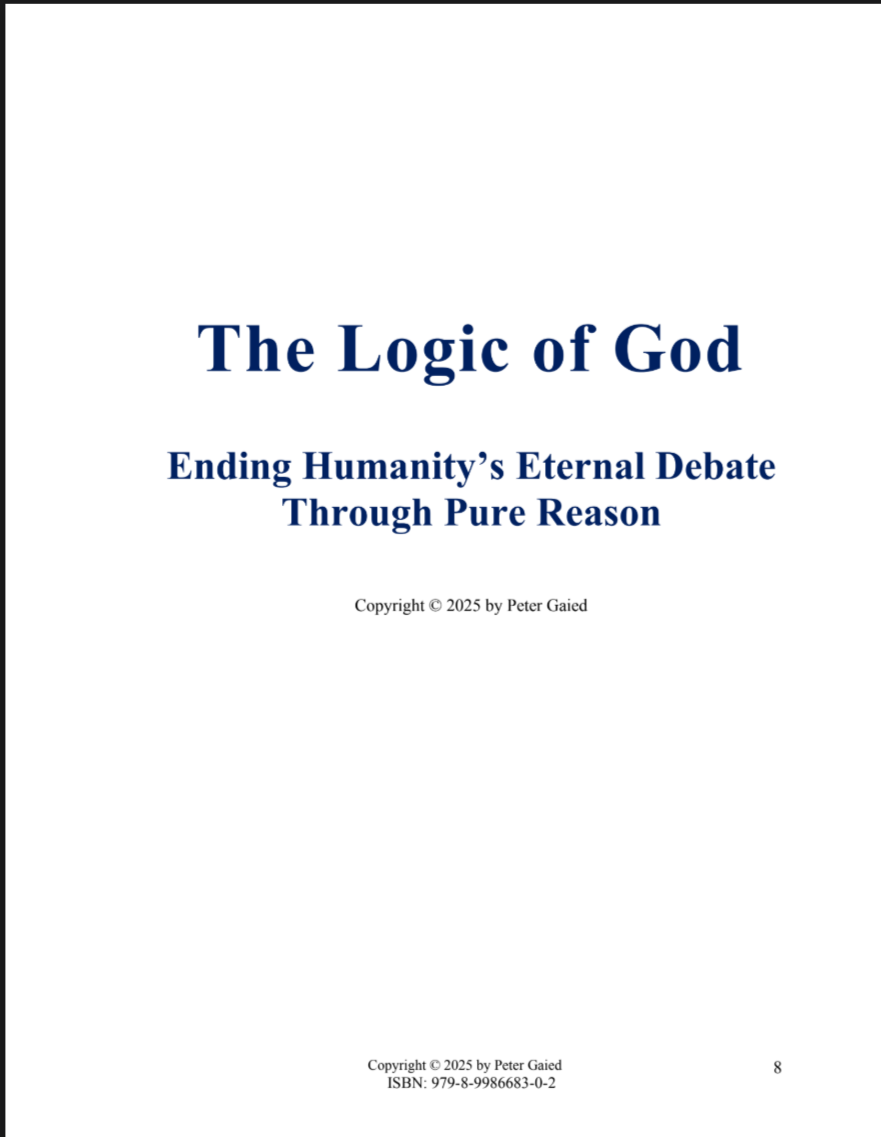 The Logic of God
Ending Humanity’s Eternal Debate
Through Pure Reason
Copyright © 2025 by Peter Gaied
Copyright © 2025 by Peter Gaied
8
ISBN: 979-8-9986683-0-2